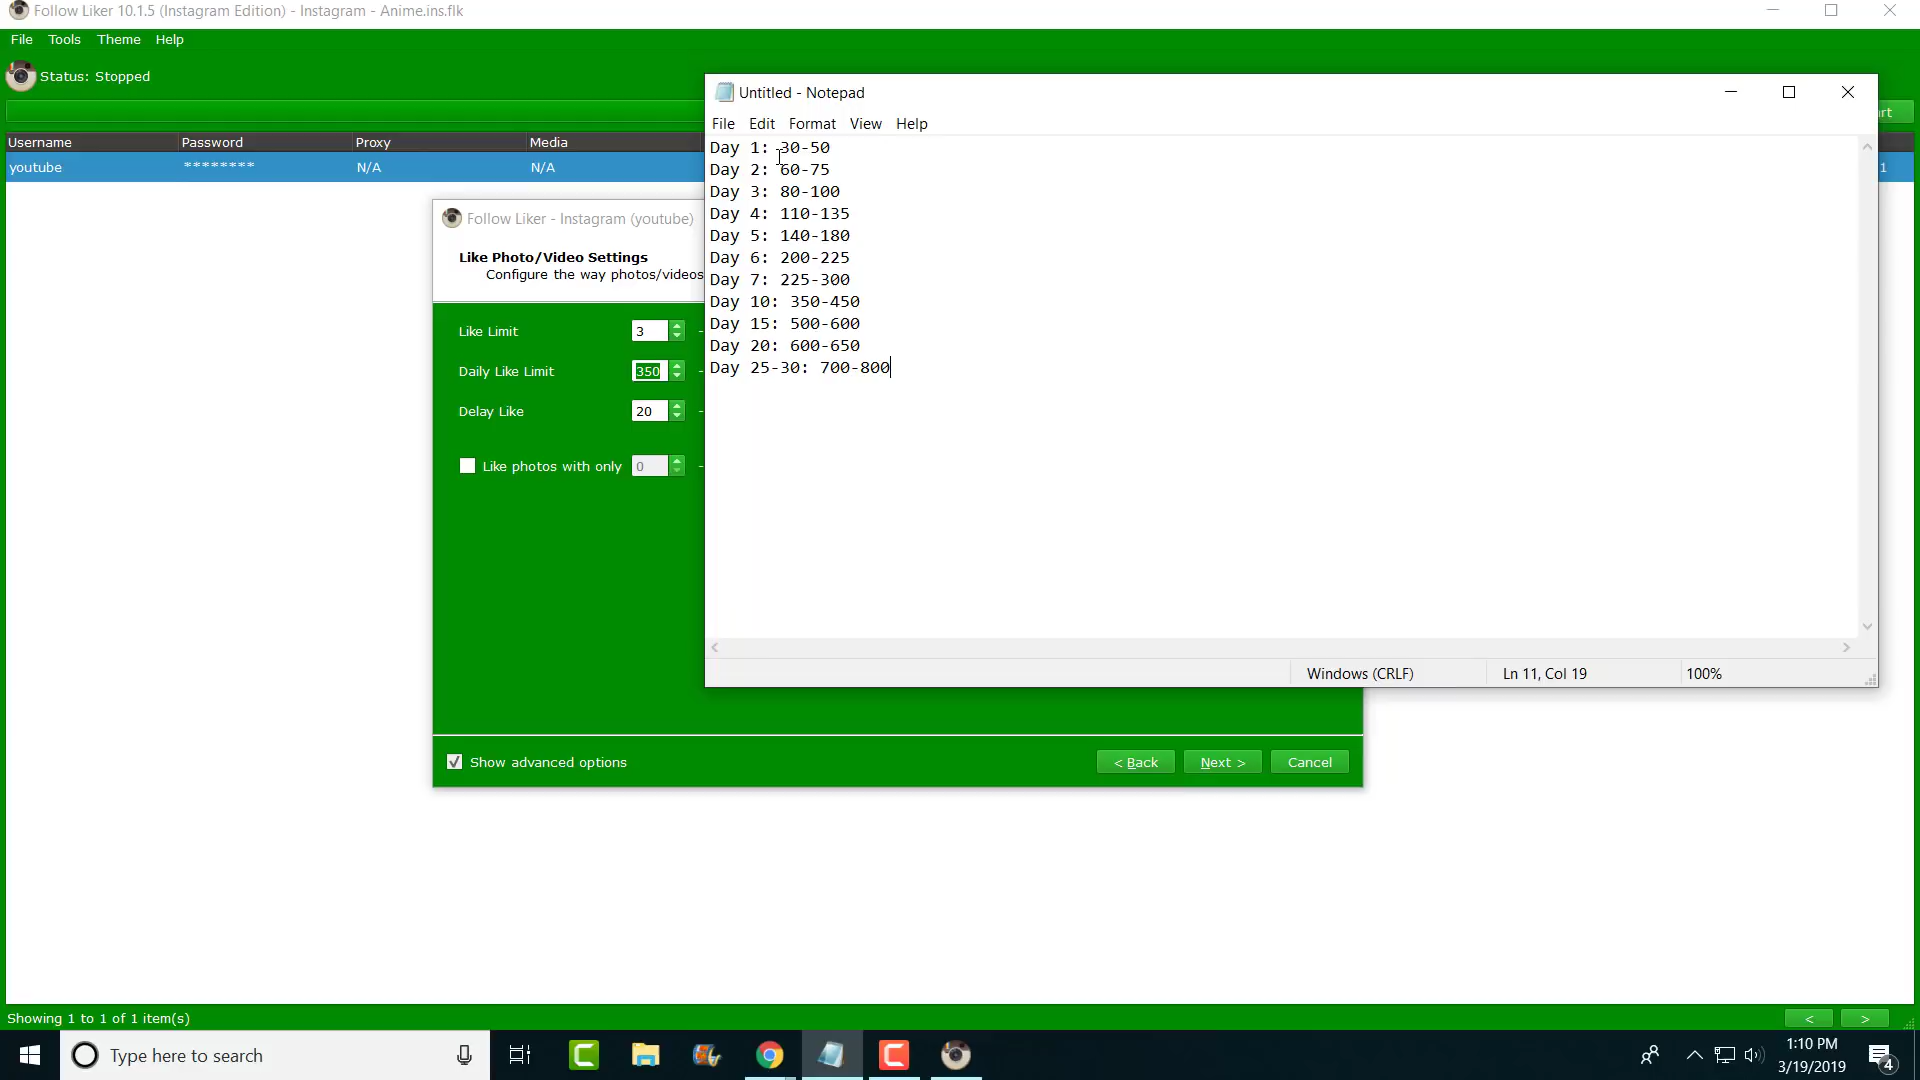 Follow Liker 10.1.5 (Instagram Edition) - Instagram - Anime.ins.flk
File Tools Theme Help
Status: Stopped
Username Password Proxy Media
youtube ******** N/A N/A
1
Untitled - Notepad
File Edit Format View Help
Day 1: 30-50
Day 2: 60-75
Day 3: 80-100
Day 4: 110-135
Day 5: 140-180
Day 6: 200-225
Day 7: 225-300
Day 10: 350-450
Day 15: 500-600
Day 20: 600-650
Day 25-30: 700-800
Windows (CRLF) Ln 11, Col 19 100%
Follow Liker - Instagram (youtube)
Like Photo/Video Settings
Configure the way photos/videos
Like Limit 3 -
Daily Like Limit 350 -
Delay Like 20 -
Like photos with only 0 -
Show advanced options
< Back Next > Cancel
Showing 1 to 1 of 1 item(s)
< >
Type here to search
1:10 PM
3/19/2019
4